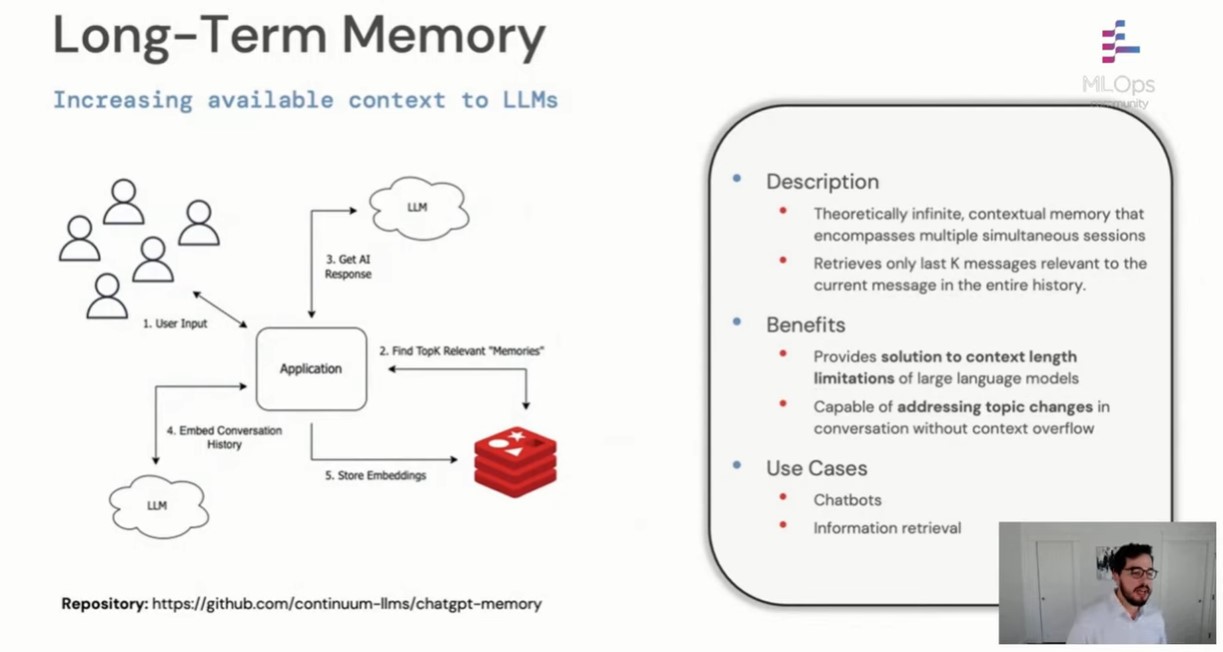 Long-Term Memory
Increasing available context to LLMs
MLOps
community
LLM
3. Get AI
Response
1. User Input
Application
2. Find TopK Relevant "Memories"
4. Embed Conversation
History
5. Store Embeddings
LLM
Repository: https://github.com/continuum-llms/chatgpt-memory
• Description
• Theoretically infinite, contextual memory that
encompasses multiple simultaneous sessions
• Retrieves only last K messages relevant to the
current message in the entire history.
• Benefits
• Provides solution to context length
limitations of large language models
• Capable of addressing topic changes in
conversation without context overflow
• Use Cases
• Chatbots
• Information retrieval